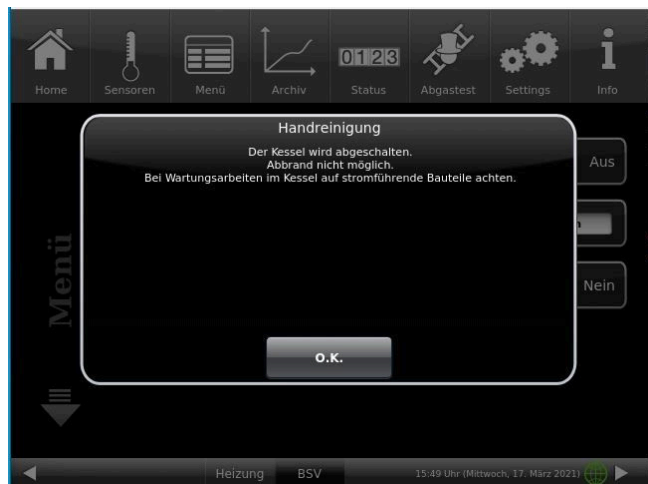 Home Sensoren Menü Archiv 0123 Status Abgastest Settings i Info
Handreinigung
Der Kessel wird abgeschalten.
Abbrand nicht möglich.
Bei Wartungsarbeiten im Kessel auf stromführende Bauteile achten.
Aus
Menü
n
Nein
O.K.
Heizung BSV 15:49 Uhr (Mittwoch, 17. März 2021)